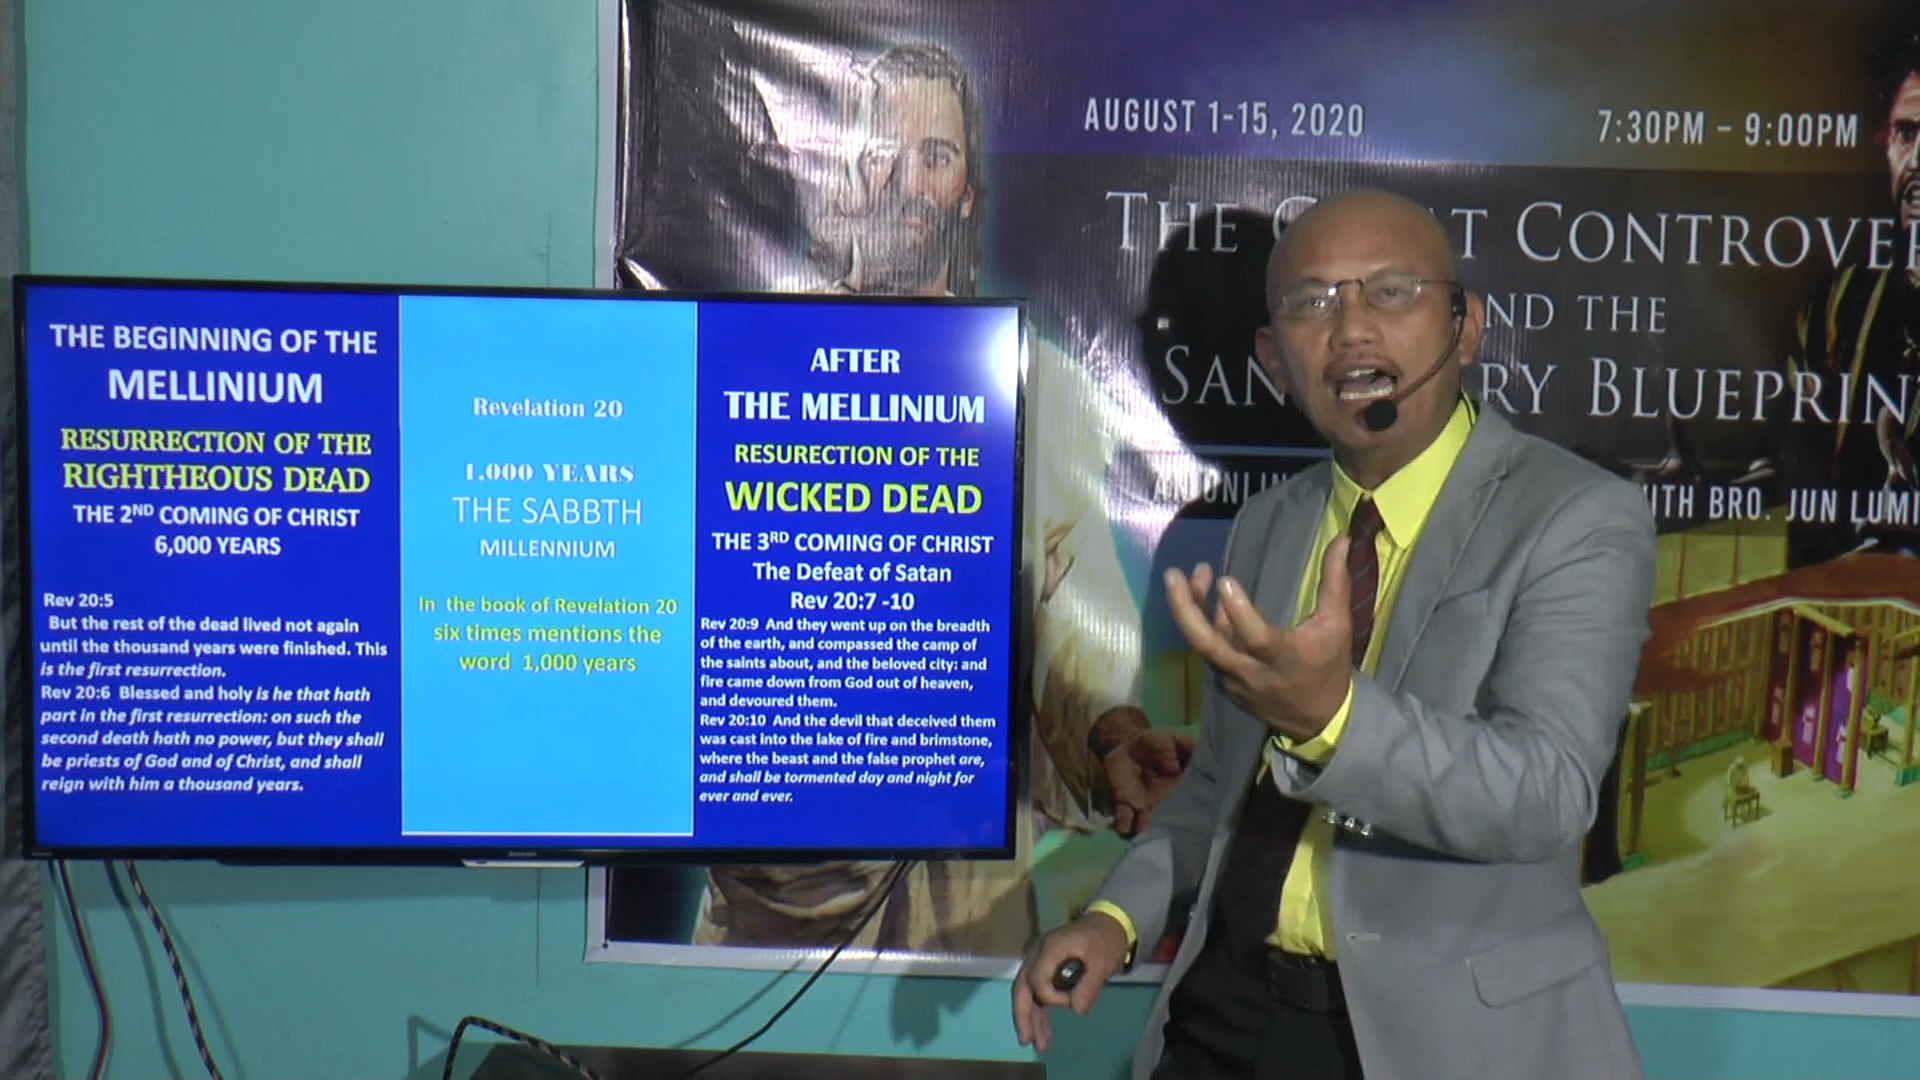 AUGUST 1-15, 2020
7:30PM – 9:00PM
THE
T CONTROVER
ND THE
SAN
RY BLUEPRIN
ITH BRO. JUN LUMI
THE BEGINNING OF THE
MELLINIUM
RESURRECTION OF THE
RIGHTHEOUS DEAD
THE 2ND COMING OF CHRIST
6,000 YEARS
Rev 20:5
But the rest of the dead lived not again
until the thousand years were finished. This
is the first resurrection.
Rev 20:6 Blessed and holy is he that hath
part in the first resurrection: on such the
second death hath no power, but they shall
be priests of God and of Christ, and shall
reign with him a thousand years.
Revelation 20
1,000 YEARS
THE SABBTH
MILLENNIUM
In the book of Revelation 20
six times mentions the
word 1,000 years
AFTER
THE MELLINIUM
RESURECTION OF THE
WICKED DEAD
THE 3RD COMING OF CHRIST
The Defeat of Satan
Rev 20:7 -10
Rev 20:9 And they went up on the breadth
of the earth, and compassed the camp of
the saints about, and the beloved city: and
fire came down from God out of heaven,
and devoured them.
Rev 20:10 And the devil that deceived them
was cast into the lake of fire and brimstone,
where the beast and the false prophet are,
and shall be tormented day and night for
ever and ever.